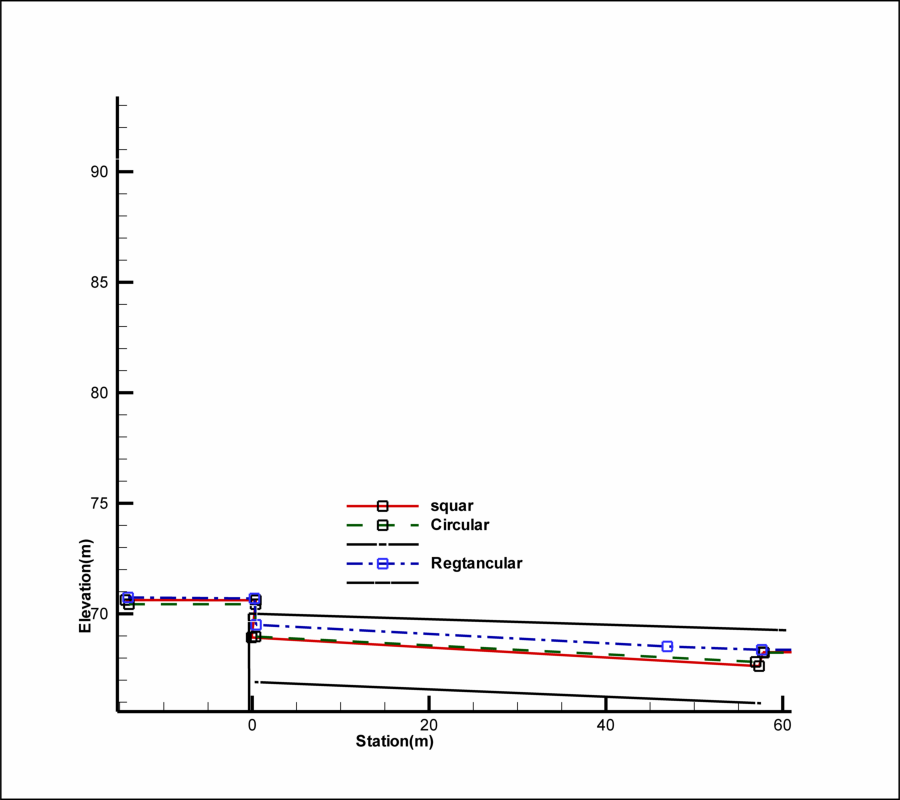 90
85
80
75
70
Elevation(m)
squar
Circular
Regtancular
0 20 40 60
Station(m)